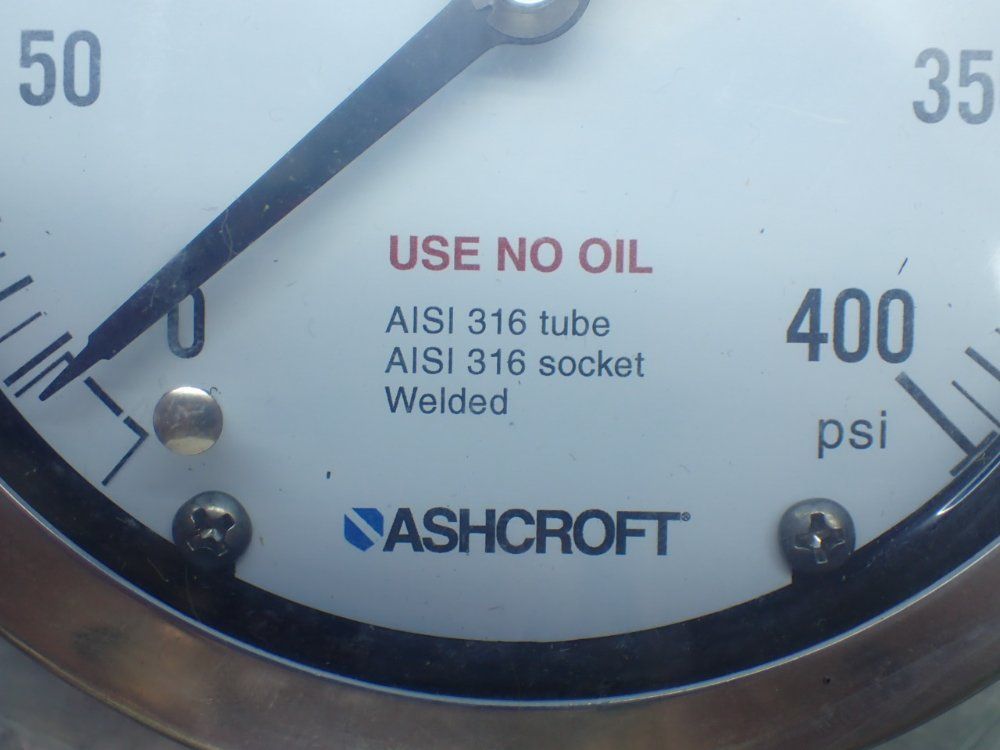 50
35
0
USE NO OIL
AISI 316 tube
AISI 316 socket
Welded
400
psi
ASHCROFT®